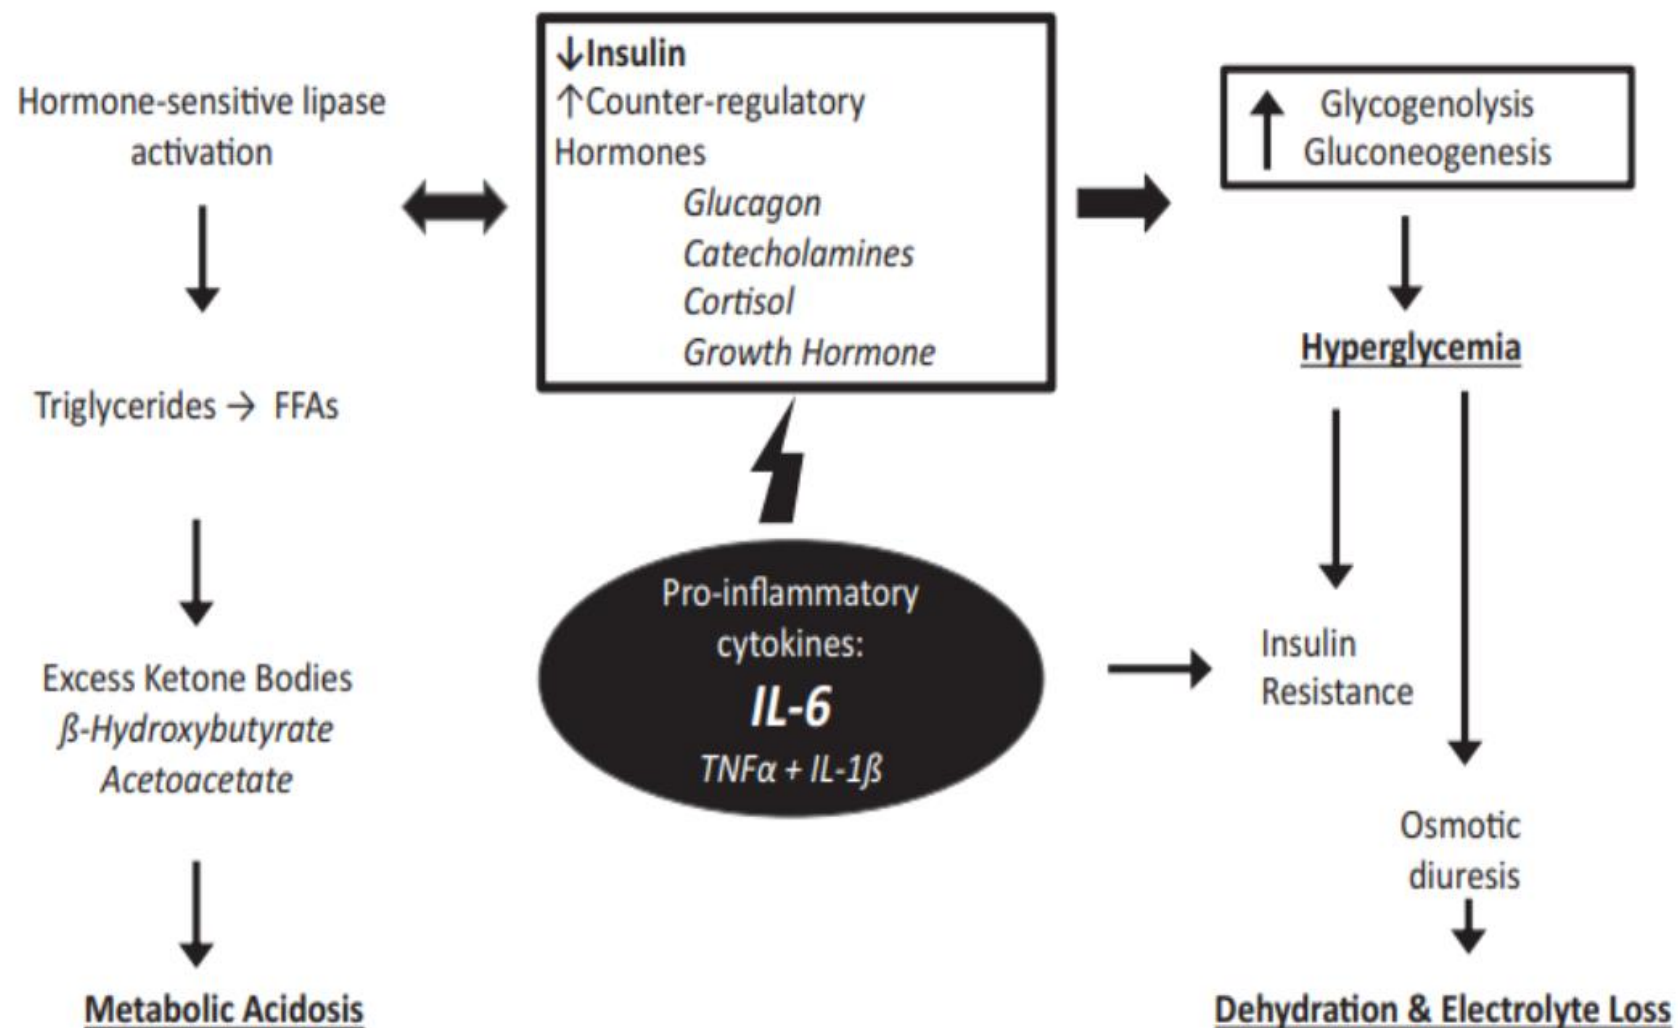 Hormone-sensitive lipase
activation
Triglycerides → FFAs
Excess Ketone Bodies
ß-Hydroxybutyrate
Acetoacetate
Metabolic Acidosis
↓Insulin
↑Counter-regulatory
Hormones
Glucagon
Catecholamines
Cortisol
Growth Hormone
Pro-inflammatory
cytokines:
IL-6
TNFα + IL-1ß
Glycogenolysis
Gluconeogenesis
Hyperglycemia
Insulin
Resistance
Osmotic
diuresis
Dehydration & Electrolyte Loss